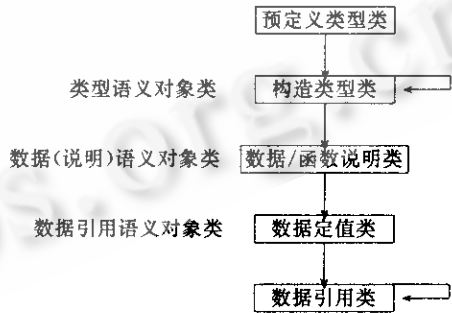 预定义类型类
类型语义对象类 构造类型类
数据(说明)语义对象类 数据/函数说明类
数据引用语义对象类 数据定值类
数据引用类